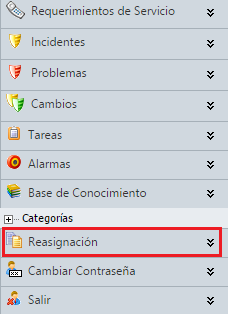 Requerimientos de Servicio
Incidentes
Problemas
Cambios
Tareas
Alarmas
Base de Conocimiento
Categorías
Reasignación
Cambiar Contraseña
Salir